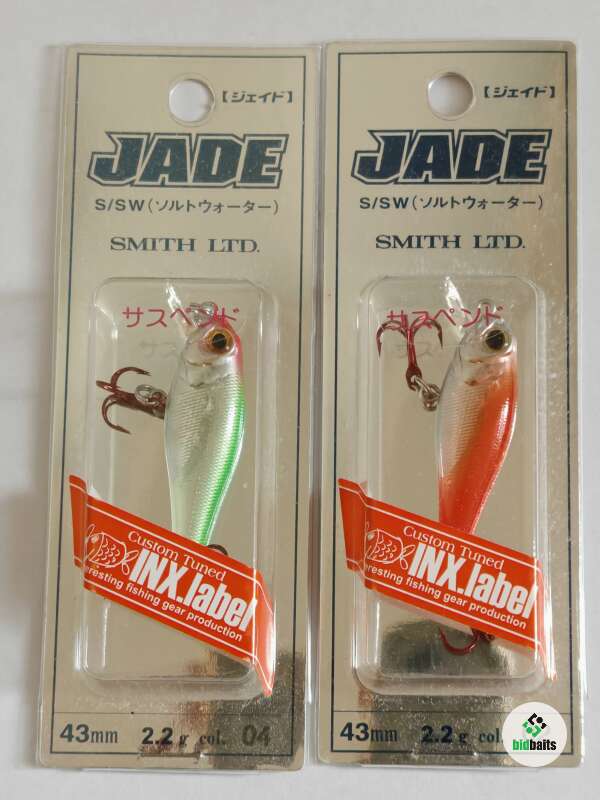 【ジェイド】
JADE
S/SW(ソルトウォーター)
SMITH LTD.
サスペンド
Custom Tuned
INX.label
eresting fishing gear production
43mm 2.2g col. 04
【ジェイド】
JADE
S/SW(ソルトウォーター)
SMITH LTD.
サスペンド
Custom Tuned
INX.label
eresting fishing gear production
43mm 2.2g col.
bidbaits